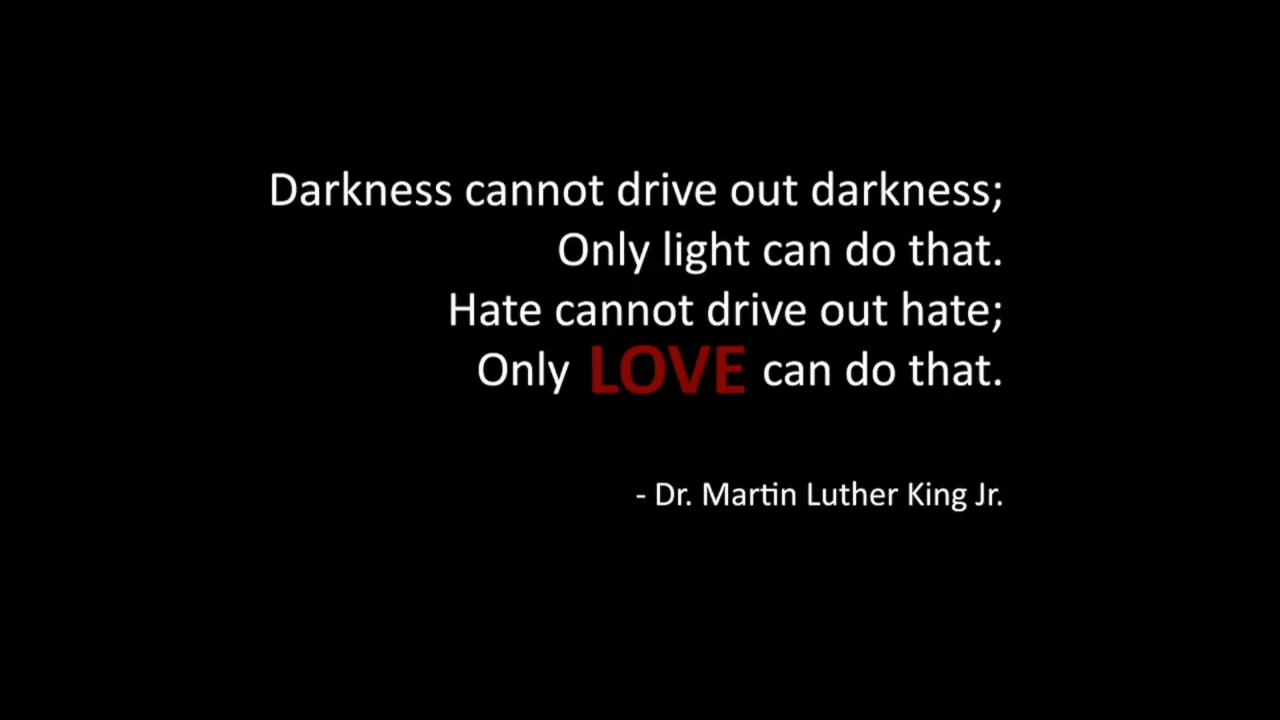 Darkness cannot drive out darkness;
Only light can do that.
Hate cannot drive out hate;
Only LOVE can do that.
- Dr. Martin Luther King Jr.